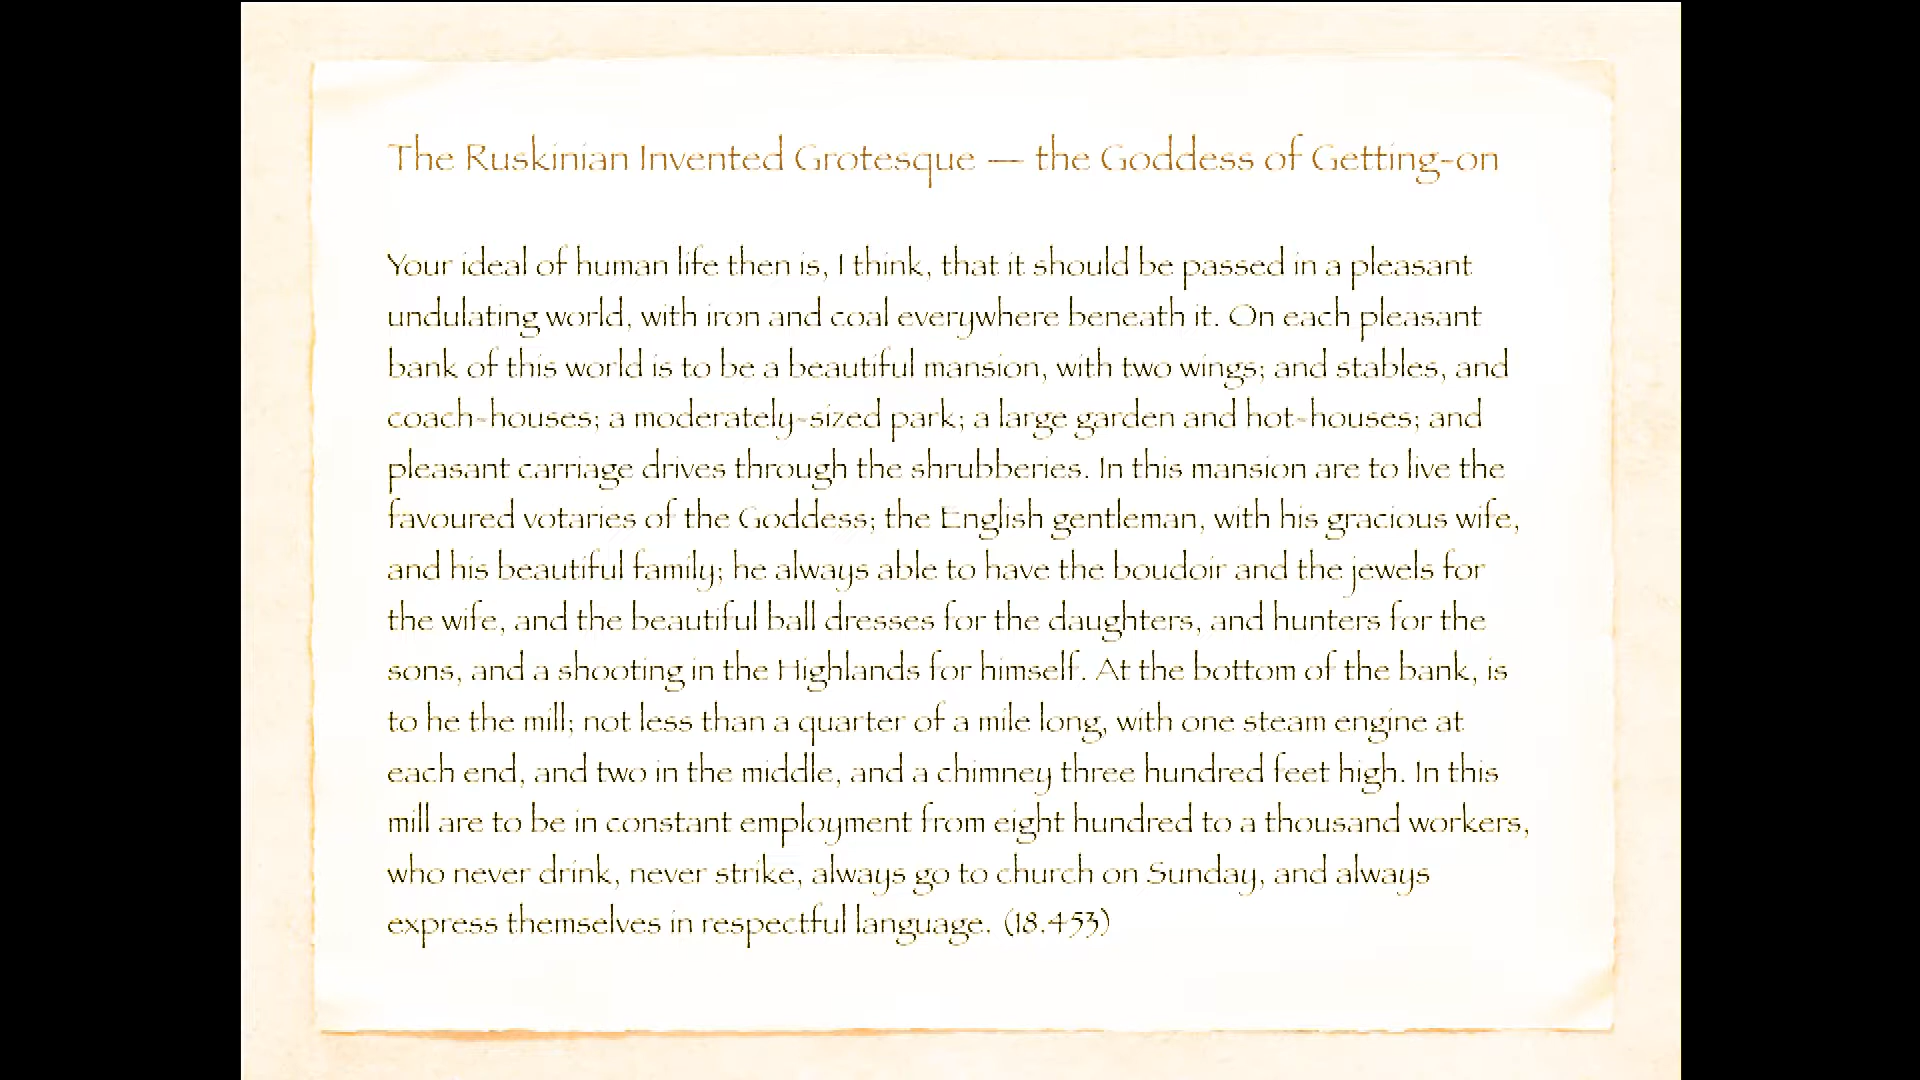 The Ruskinian Invented Grotesque — the Goddess of Getting-on
Your ideal of human life then is, I think, that it should be passed in a pleasant
undulating world, with iron and coal everywhere beneath it. On each pleasant
bank of this world is to be a beautiful mansion, with two wings; and stables, and
coach-houses; a moderately-sized park; a large garden and hot-houses; and
pleasant carriage drives through the shrubberies. In this mansion are to live the
favoured votaries of the Goddess; the English gentleman, with his gracious wife,
and his beautiful family; he always able to have the boudoir and the jewels for
the wife, and the beautiful ball dresses for the daughters, and hunters for the
sons, and a shooting in the Highlands for himself. At the bottom of the bank, is
to he the mill; not less than a quarter of a mile long, with one steam engine at
each end, and two in the middle, and a chimney three hundred feet high. In this
mill are to be in constant employment from eight hundred to a thousand workers,
who never drink, never strike, always go to church on Sunday, and always
express themselves in respectful language. (18.453)